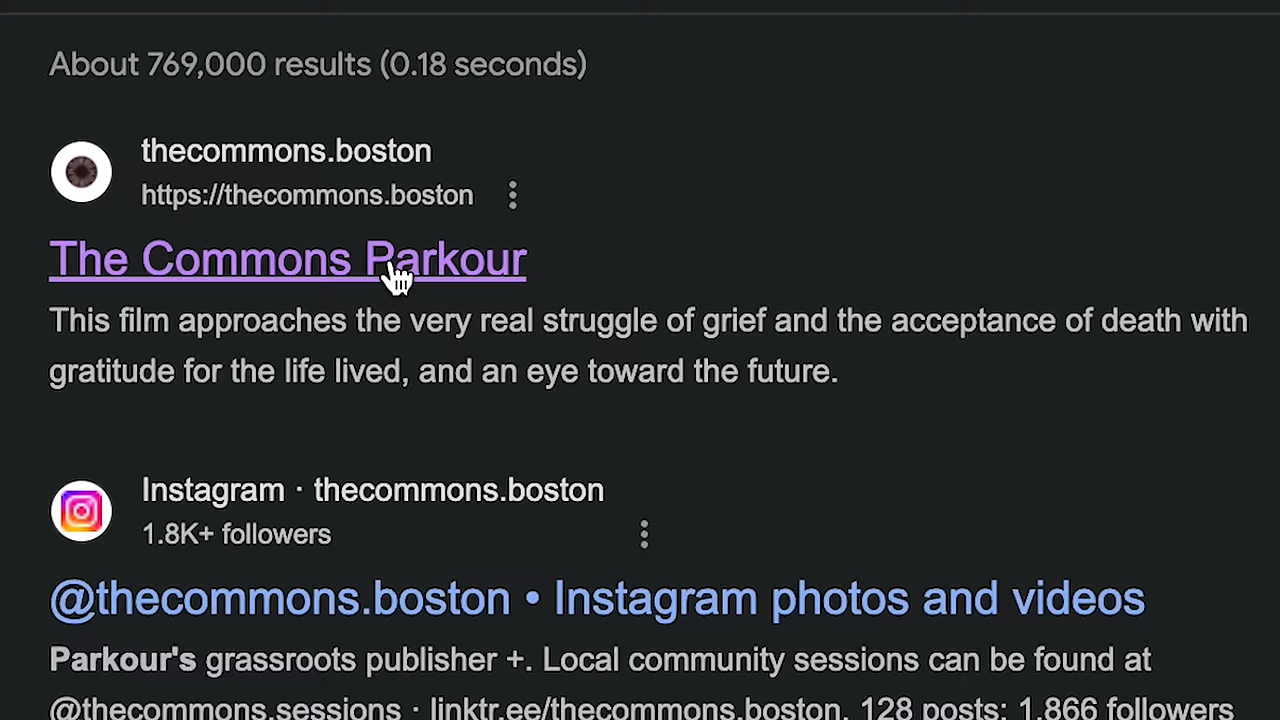 About 769,000 results (0.18 seconds)
thecommons.boston
https://thecommons.boston
The Commons Parkour
This film approaches the very real struggle of grief and the acceptance of death with
gratitude for the life lived, and an eye toward the future.
Instagram · thecommons.boston
1.8K+ followers
@thecommons.boston • Instagram photos and videos
Parkour's grassroots publisher +. Local community sessions can be found at
@thecommons.sessions · linktr.ee/thecommons.boston. 128 posts; 1,866 followers